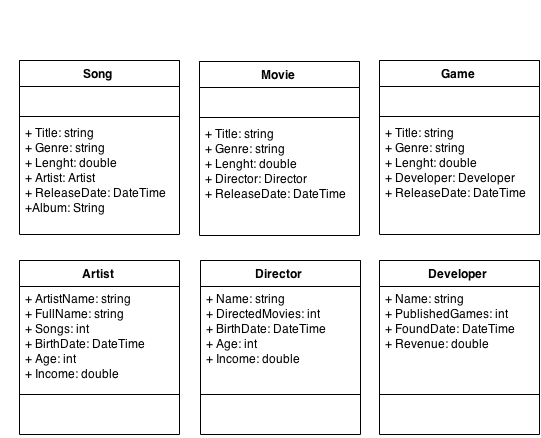 Song
+ Title: string
+ Genre: string
+ Lenght: double
+ Artist: Artist
+ ReleaseDate: DateTime
+Album: String
Movie
+ Title: string
+ Genre: string
+ Lenght: double
+ Director: Director
+ ReleaseDate: DateTime
Game
+ Title: string
+ Genre: string
+ Lenght: double
+ Developer: Developer
+ ReleaseDate: DateTime
Artist
+ ArtistName: string
+ FullName: string
+ Songs: int
+ BirthDate: DateTime
+ Age: int
+ Income: double
Director
+ Name: string
+ DirectedMovies: int
+ BirthDate: DateTime
+ Age: int
+ Income: double
Developer
+ Name: string
+ PublishedGames: int
+ FoundDate: DateTime
+ Revenue: double